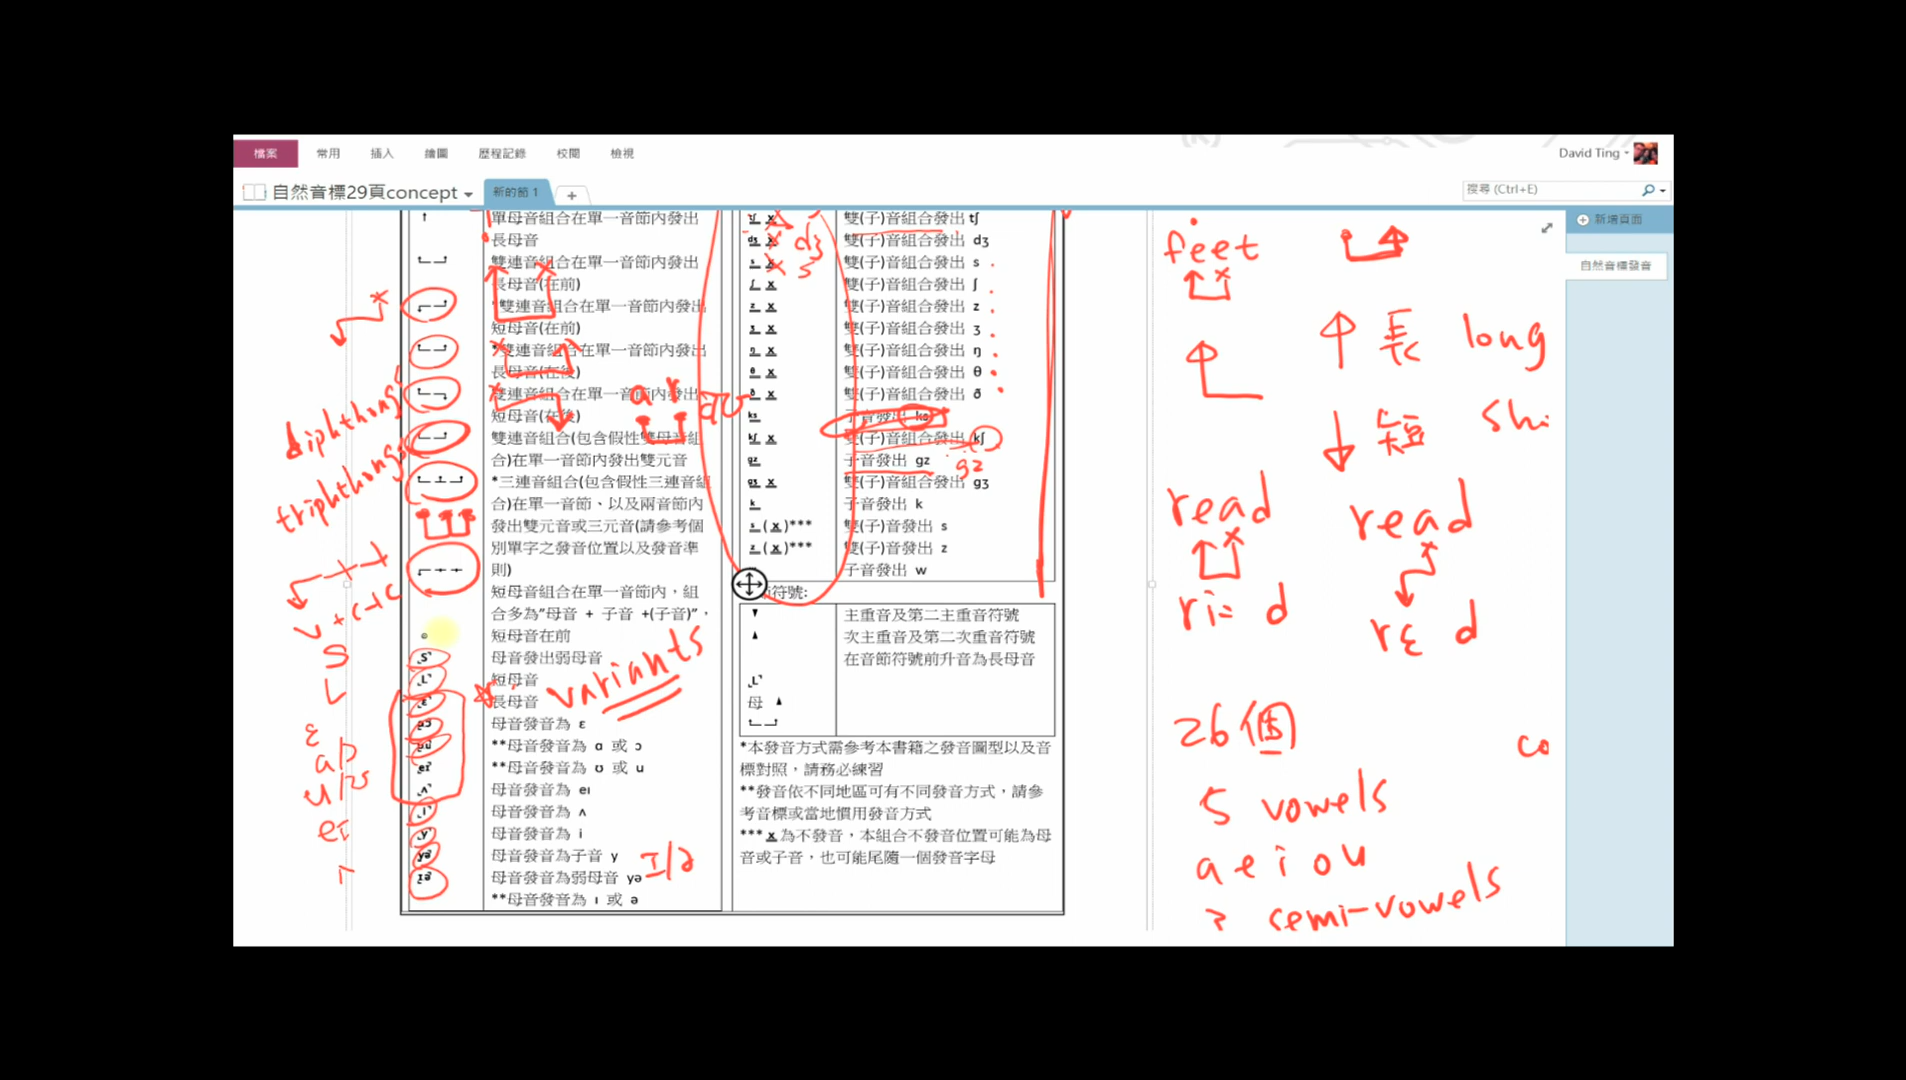 檔案 常用 插入 繪圖 歷程記錄 校閱 檢視 David Ting
自然音標29頁concept 新的節 1 + 搜尋 (Ctrl+E)
新增頁面
自然音標發音
單母音組合在單一音節內發出
長母音
雙連音組合在單一音節內發出
長母音(在前)
*雙連音組合在單一音節內發出
短母音(在前)
*雙連音組合在單一音節內發出
長母音(在後)
雙連音組合在單一音節內發出
短母音(在後)
雙連音組合(包含假性雙母音組
合)在單一音節內發出雙元音
*三連音組合(包含假性三連音組
合)在單一音節、以及兩音節內
發出雙元音或三元音(請參考個
別單字之發音位置以及發音準
則)
短母音組合在單一音節內，組
合多為"母音 + 子音 +(子音)"，
短母音在前
母音發出弱母音
短母音
長母音
母音發音為 ε
**母音發音為 ɑ 或 ɔ
**母音發音為 ʊ 或 u
母音發音為 eɪ
母音發音為 ʌ
母音發音為 i
母音發音為子音 y
母音發音為弱母音 yə
**母音發音為 ɪ 或 ə
tʃ x 雙(子)音組合發出 tʃ
dʒ x 雙(子)音組合發出 dʒ
s x 雙(子)音組合發出 s
ʃ x 雙(子)音組合發出 ʃ
z x 雙(子)音組合發出 z
ʒ x 雙(子)音組合發出 ʒ
ŋ x 雙(子)音組合發出 ŋ
θ x 雙(子)音組合發出 θ
ð x 雙(子)音組合發出 ð
ks 子音發出 ks
kʃ x 雙(子)音組合發出 kʃ
gz 子音發出 gz
gʒ x 雙(子)音組合發出 gʒ
k 子音發出 k
s ( x )*** 雙(子)音發出 s
z ( x )*** 雙(子)音發出 z
子音發出 w
符號:
主重音及第二主重音符號
次主重音及第二次重音符號
在音節符號前升音為長母音
L
母
*本發音方式需參考本書籍之發音圖型以及音
標對照，請務必練習
**發音依不同地區可有不同發音方式，請參
考音標或當地慣用發音方式
*** x 為不發音，本組合不發音位置可能為母
音或子音，也可能尾隨一個發音字母
diphthong
triphthong
v + c + c
S
L
ε
ei
i
a r
variants
I/ə
dʒ
s
gz
feet
長 long
短 shi
read read
ri: d rε d
26個
5 vowels
a e i o u
semi-vowels
co